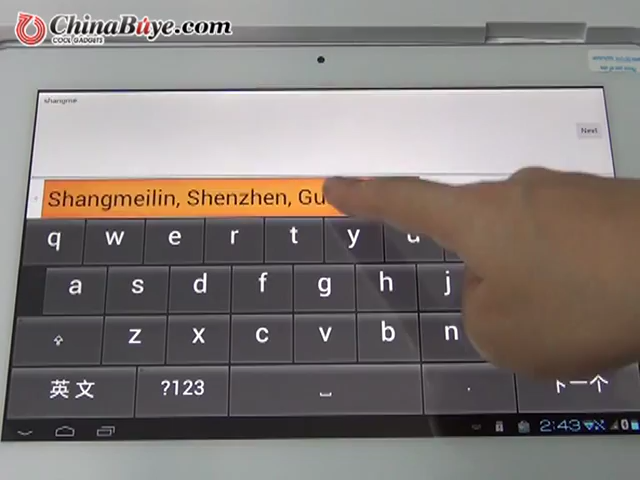 ChinaBuye.com
COOL GADGETS
shangme
Next
Shangmeilin, Shenzhen, Gu
q w e r t y u
a s d f g h j
z x c v b n
英文 ?123 . 下一个
2:43